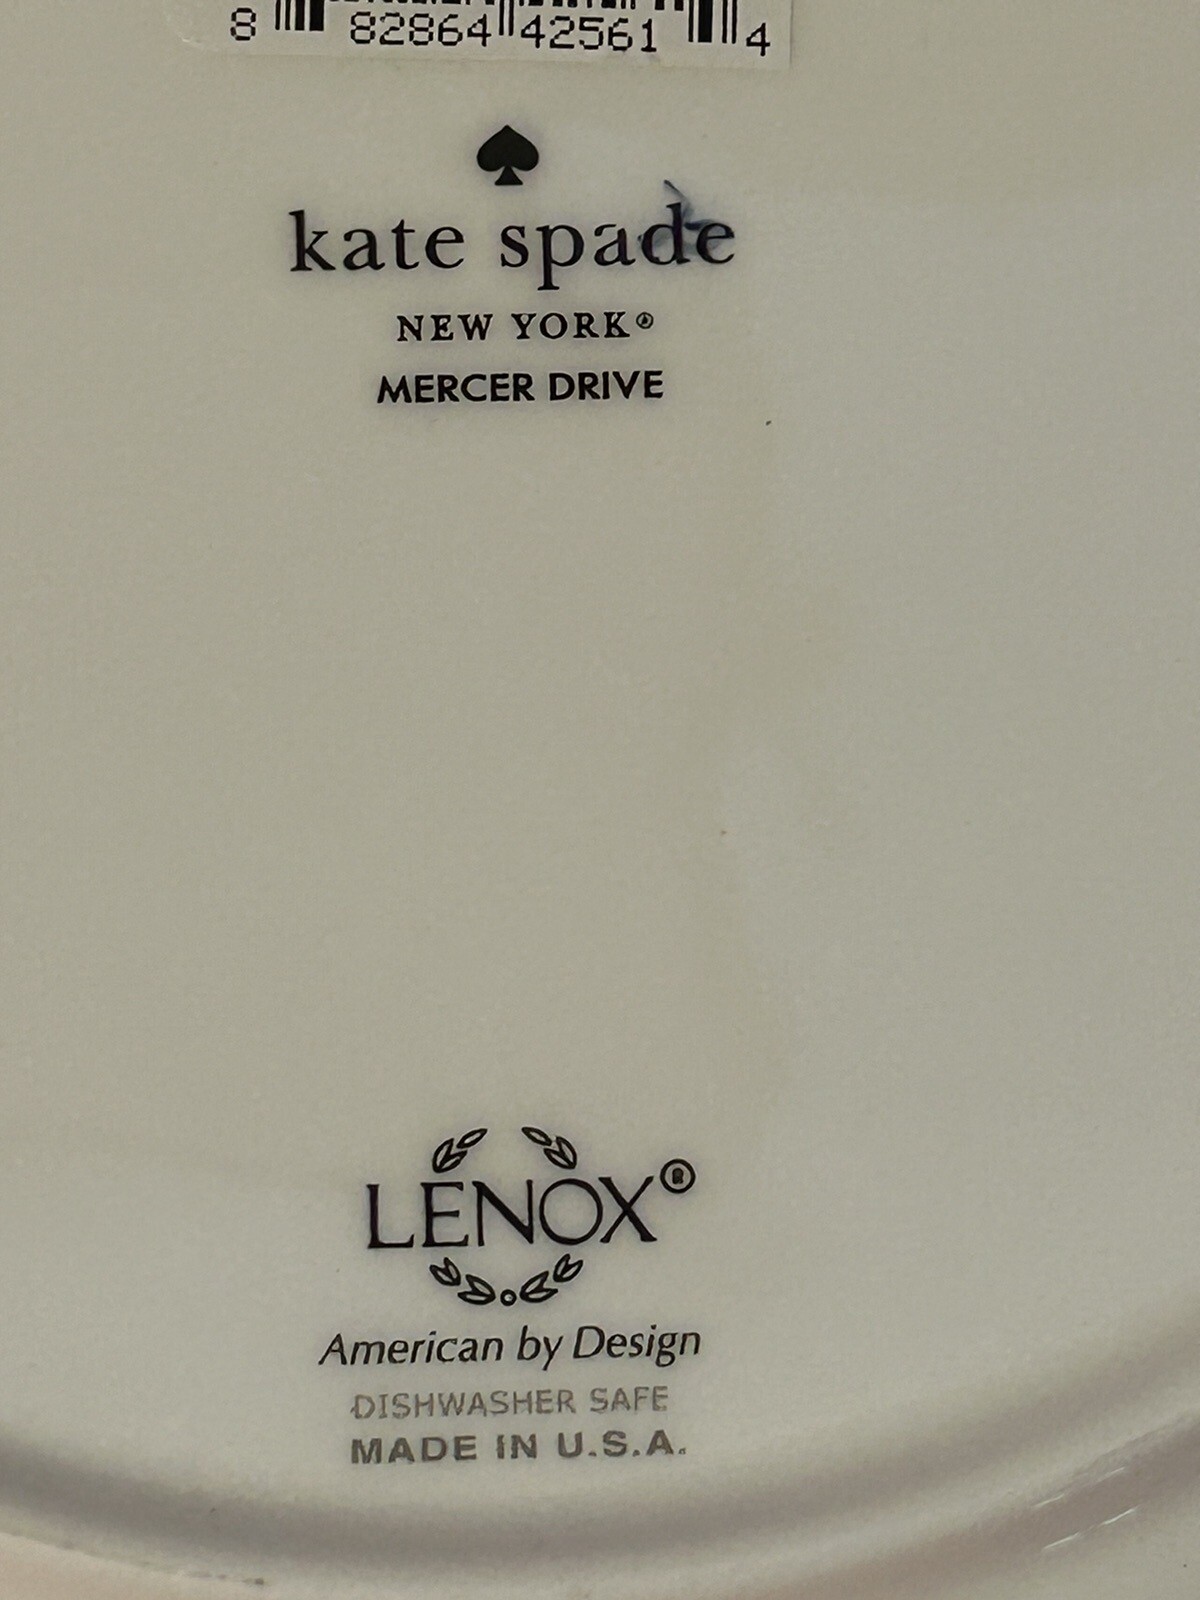 8 82864 42561 4
kate spade
NEW YORK®
MERCER DRIVE
LENOX®
American by Design
DISHWASHER SAFE
MADE IN U.S.A.